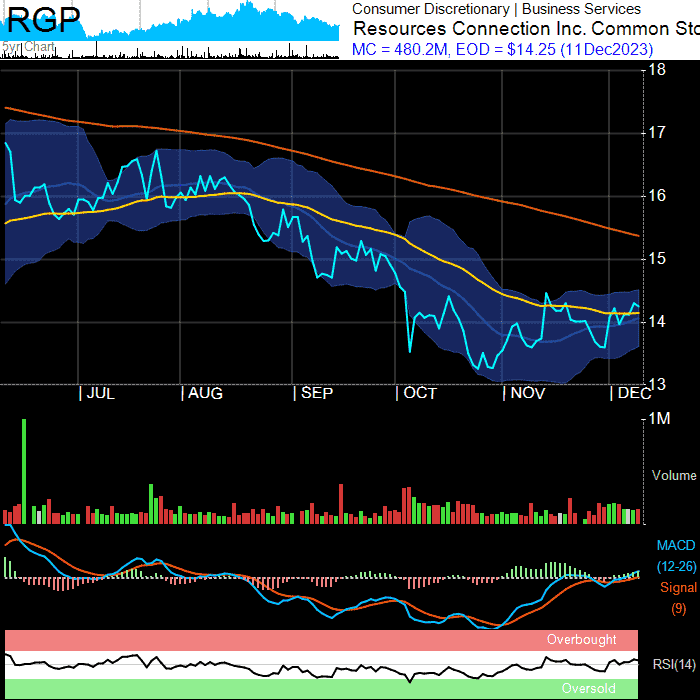 RGP
5yr Chart
Consumer Discretionary | Business Services
Resources Connection Inc. Common Sto
MC = 480.2M, EOD = $14.25 (11Dec2023)
18
17
16
15
14
13
| JUL | AUG | SEP | OCT | NOV | DEC
1M
Volume
MACD
(12-26)
Signal
(9)
Overbought
RSI(14)
Oversold